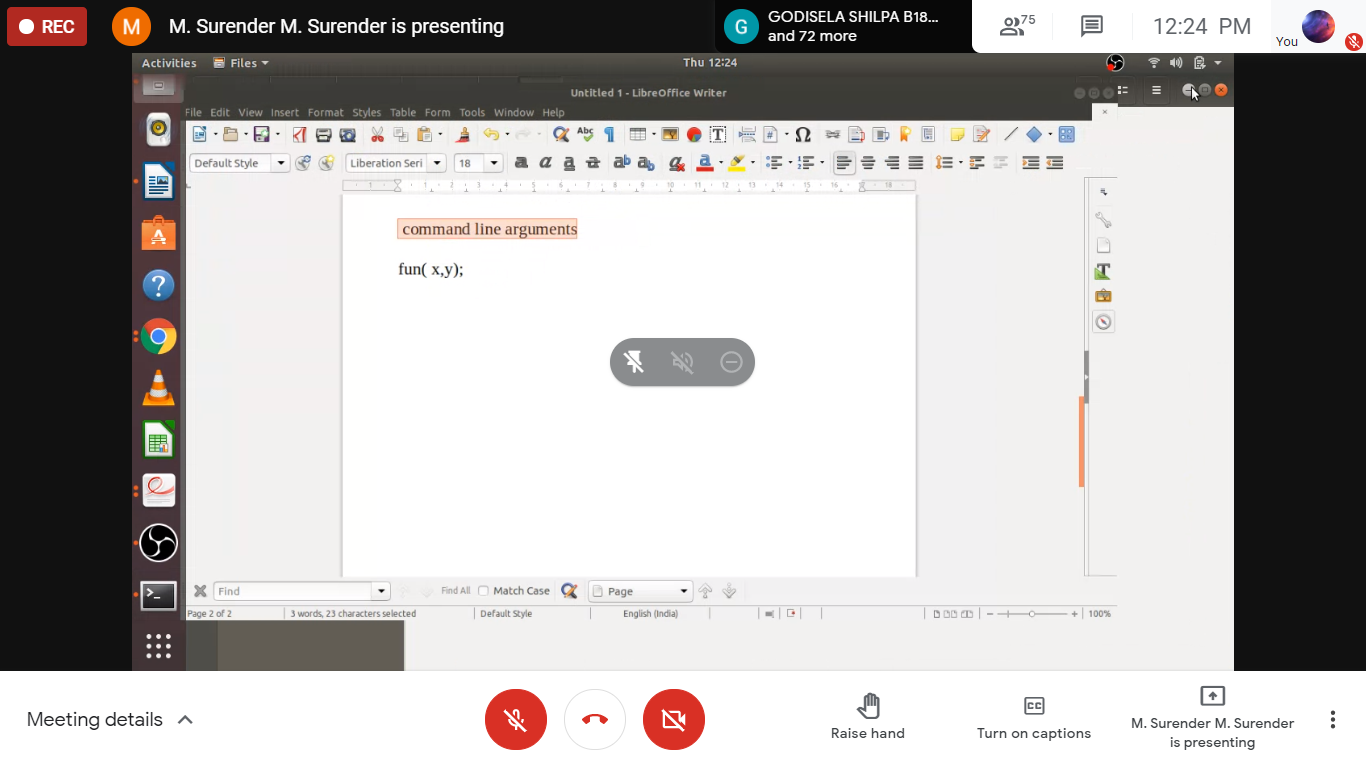 REC
M
M. Surender M. Surender is presenting
G
GODISELA SHILPA B18...
and 72 more
75
12:24 PM
You
Activities
Files
Thu 12:24
Untitled 1 - LibreOffice Writer
File Edit View Insert Format Styles Table Form Tools Window Help
Default Style
Liberation Seri
18
command line arguments
fun( x,y);
Find
Find All
Match Case
Page
Page 2 of 2
3 words, 23 characters selected
Default Style
English (India)
100%
Meeting details
Raise hand
Turn on captions
M. Surender M. Surender
is presenting